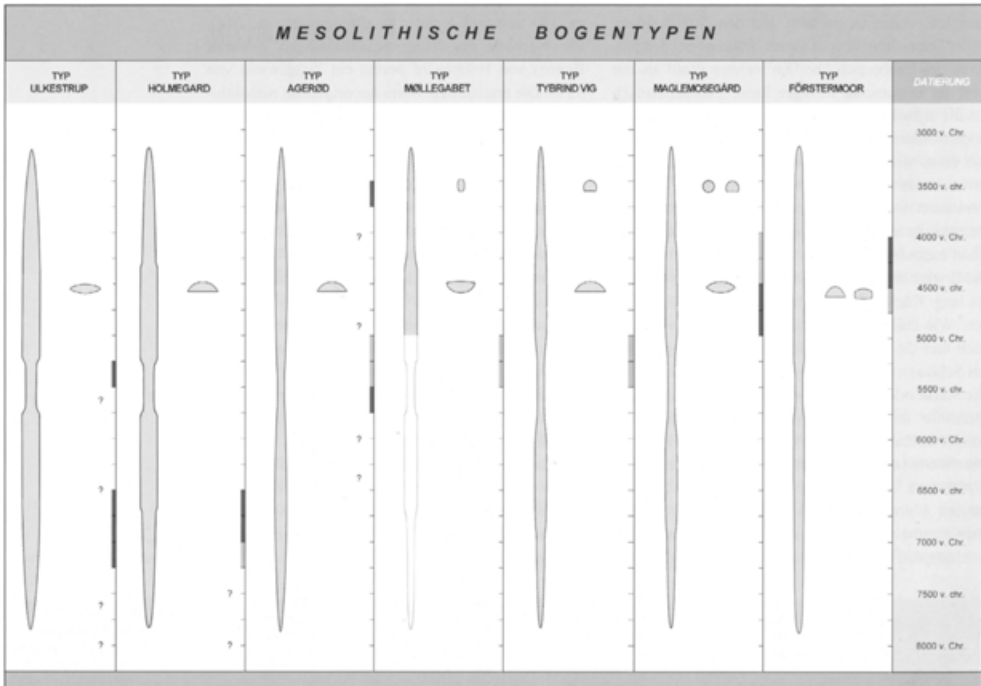 MESOLITHISCHE BOGENTYPEN
TYP
ULKESTRUP
TYP
HOLMEGARD
TYP
AGERØD
TYP
MØLLEGABET
TYP
TYBRIND VIG
TYP
MAGLEMOSEGÅRD
TYP
FÖRSTERMOOR
DATIERUNG
3000 v. Chr.
3500 v. chr.
?
4000 v. Chr.
4500 v. chr.
?
5000 v. Chr.
5500 v. chr.
?
?
6000 v. Chr.
?
?
6500 v. chr.
7000 v. Chr.
?
7500 v. chr.
?
?
?
8000 v. Chr.